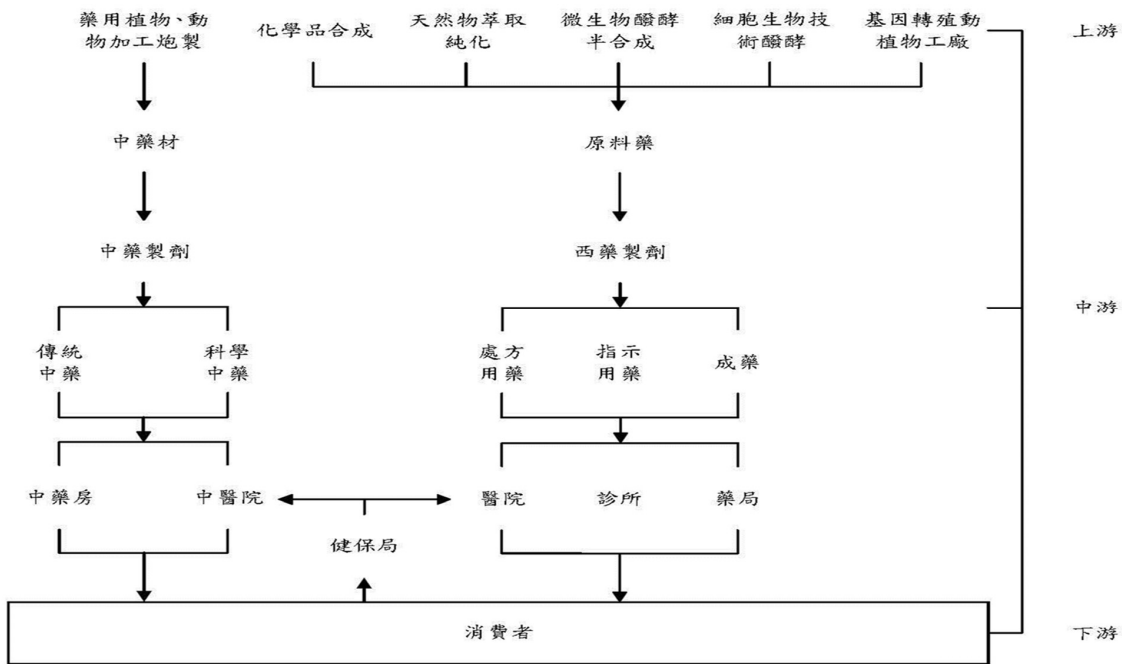 藥用植物、動
物加工炮製
化學品合成
天然物萃取
純化
微生物醱酵
半合成
細胞生物技
術醱酵
基因轉殖動
植物工廠
上游
中藥材
原料藥
中藥製劑
西藥製劑
中游
傳統
中藥
科學
中藥
處方
用藥
指示
用藥
成藥
中藥房
中醫院
醫院
診所
藥局
健保局
消費者
下游